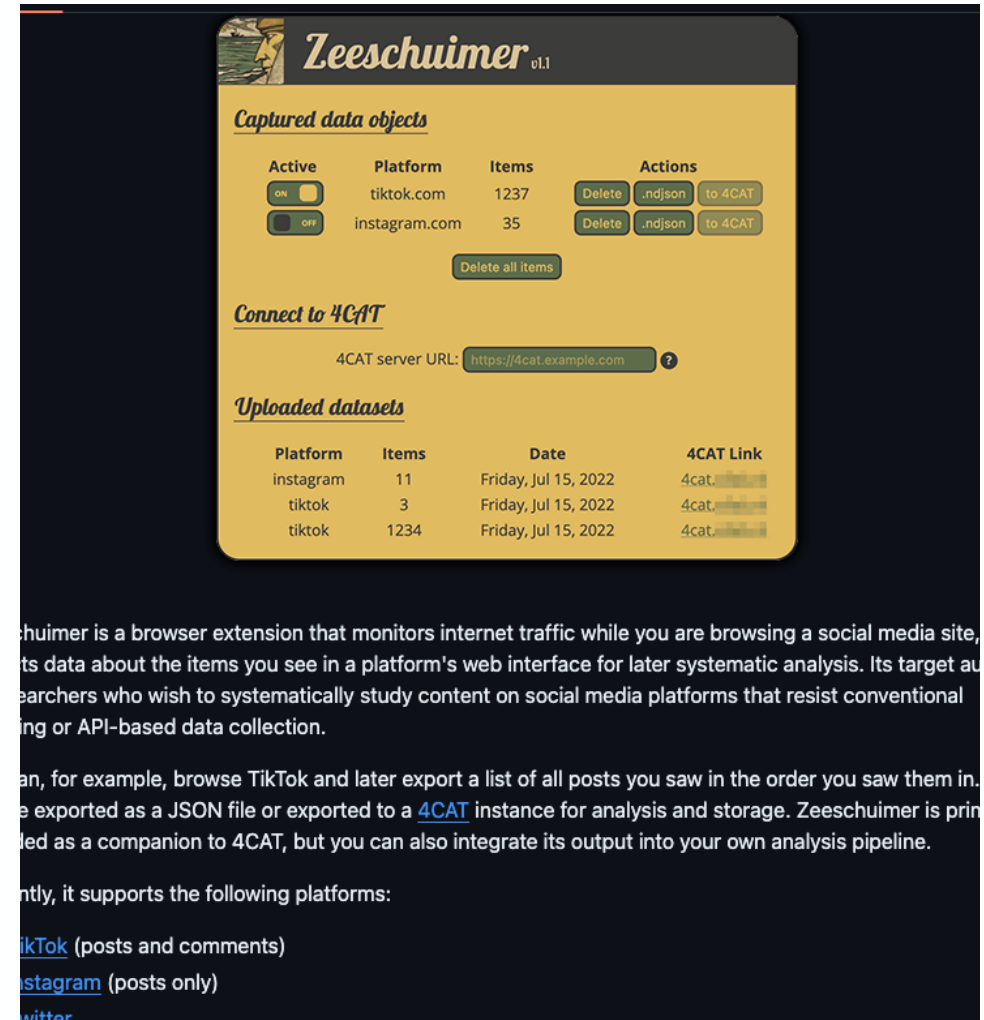 Zeeschuimer v1.1
Captured data objects
Active Platform Items Actions
ON tiktok.com 1237 Delete .ndjson to 4CAT
OFF instagram.com 35 Delete .ndjson to 4CAT
Delete all items
Connect to 4CAT
4CAT server URL: https://4cat.example.com ?
Uploaded datasets
Platform Items Date 4CAT Link
instagram 11 Friday, Jul 15, 2022 4cat.
tiktok 3 Friday, Jul 15, 2022 4cat.
tiktok 1234 Friday, Jul 15, 2022 4cat.
chuimer is a browser extension that monitors internet traffic while you are browsing a social media site,
ts data about the items you see in a platform's web interface for later systematic analysis. Its target au
earchers who wish to systematically study content on social media platforms that resist conventional
ing or API-based data collection.
an, for example, browse TikTok and later export a list of all posts you saw in the order you saw them in.
e exported as a JSON file or exported to a 4CAT instance for analysis and storage. Zeeschuimer is prin
ded as a companion to 4CAT, but you can also integrate its output into your own analysis pipeline.
ntly, it supports the following platforms:
ikTok (posts and comments)
nstagram (posts only)
witter